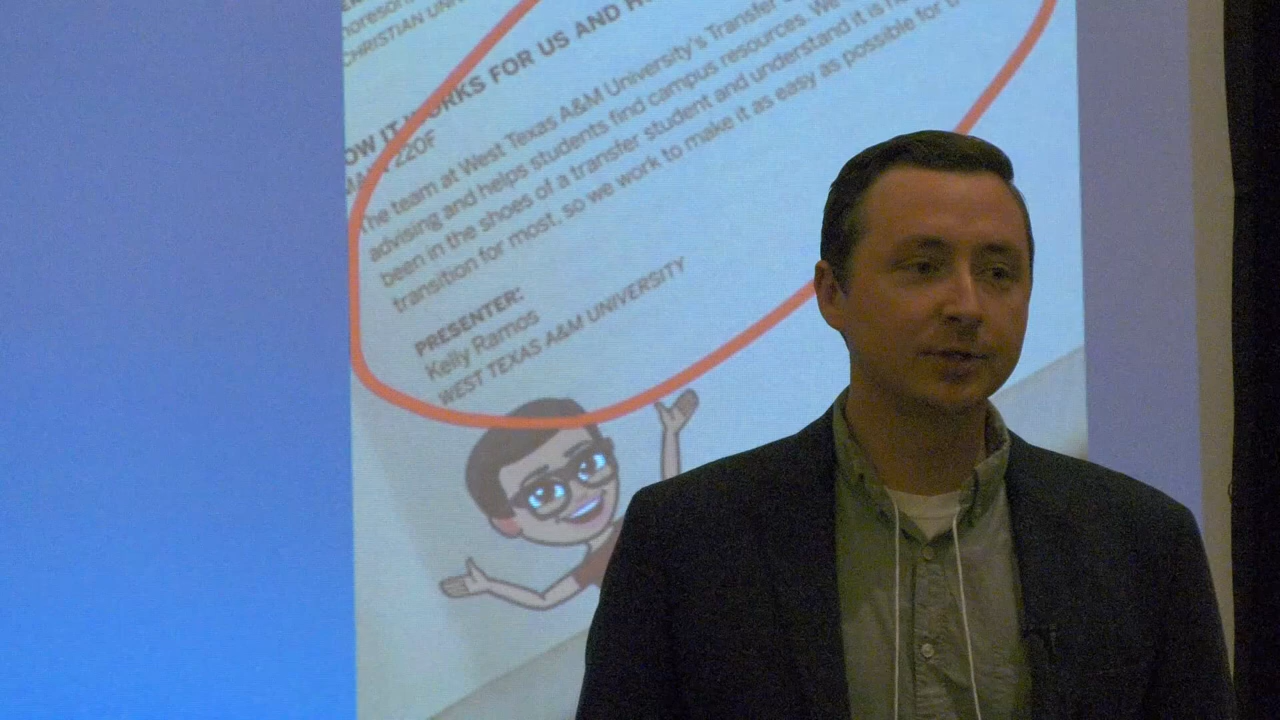 CHRISTIAN UN
OW IT WORKS FOR US AND H
220F
The team at West Texas A&M University's Transfer
advising and helps students find campus resources. We
been in the shoes of a transfer student and understand it is
transition for most, so we work to make it as easy as possible for
PRESENTER:
Kelly Ramos
WEST TEXAS A&M UNIVERSITY